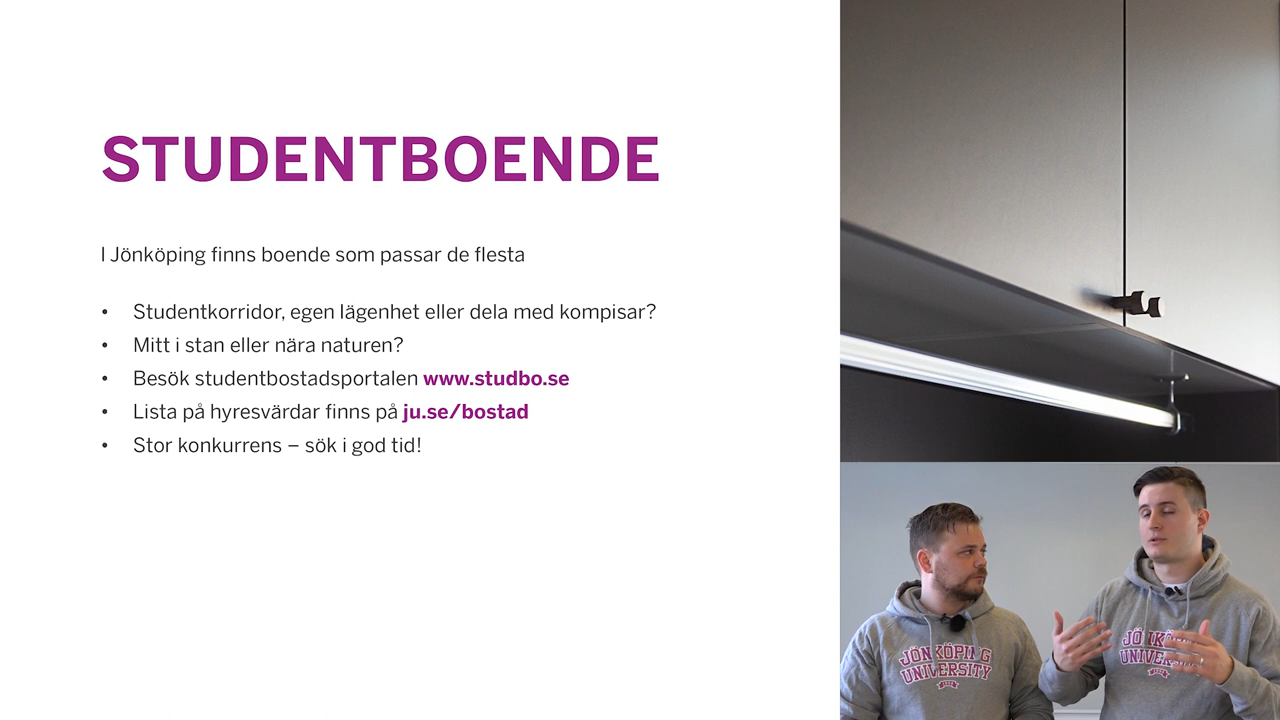 STUDENTBOENDE
I Jönköping finns boende som passar de flesta
• Studentkorridor, egen lägenhet eller dela med kompisar?
• Mitt i stan eller nära naturen?
• Besök studentbostadsportalen www.studbo.se
• Lista på hyresvärdar finns på ju.se/bostad
• Stor konkurrens – sök i god tid!
JÖNKÖPING
UNIVERSITY